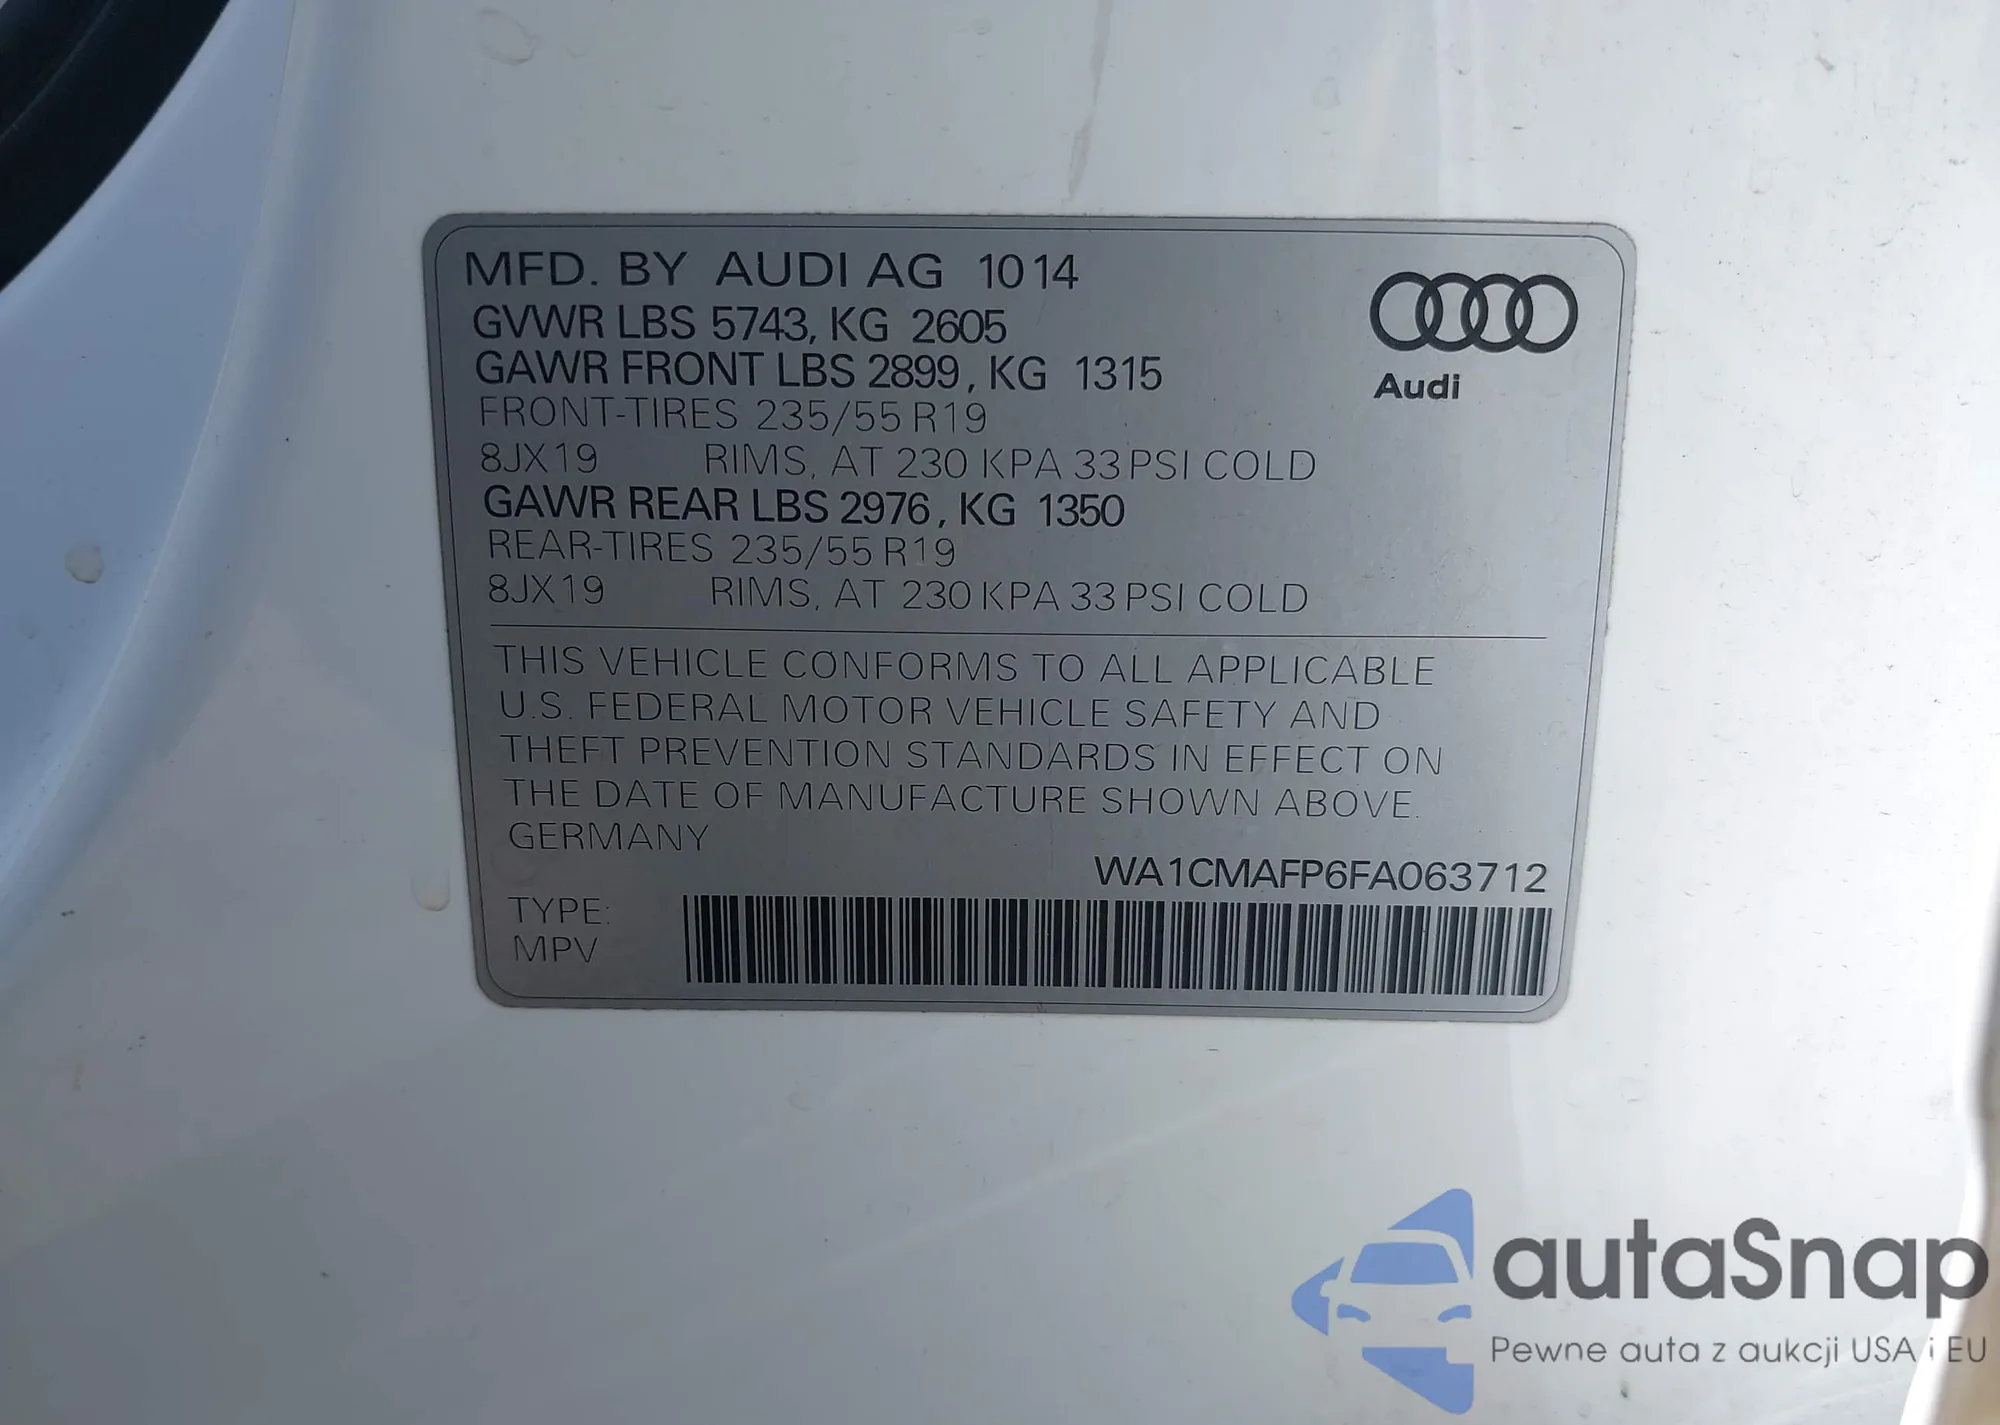 MFD. BY AUDI AG 1014
GVWR LBS 5743, KG 2605
GAWR FRONT LBS 2899, KG 1315
FRONT-TIRES 235/55 R19
8JX19 RIMS, AT 230 KPA 33 PSI COLD
GAWR REAR LBS 2976, KG 1350
REAR-TIRES 235/55 R19
8JX19 RIMS, AT 230 KPA 33 PSI COLD
Audi
THIS VEHICLE CONFORMS TO ALL APPLICABLE
U.S. FEDERAL MOTOR VEHICLE SAFETY AND
THEFT PREVENTION STANDARDS IN EFFECT ON
THE DATE OF MANUFACTURE SHOWN ABOVE.
GERMANY
WA1CMAFP6FA063712
TYPE:
MPV
autaSnap
Pewne auta z aukcji USA i EU